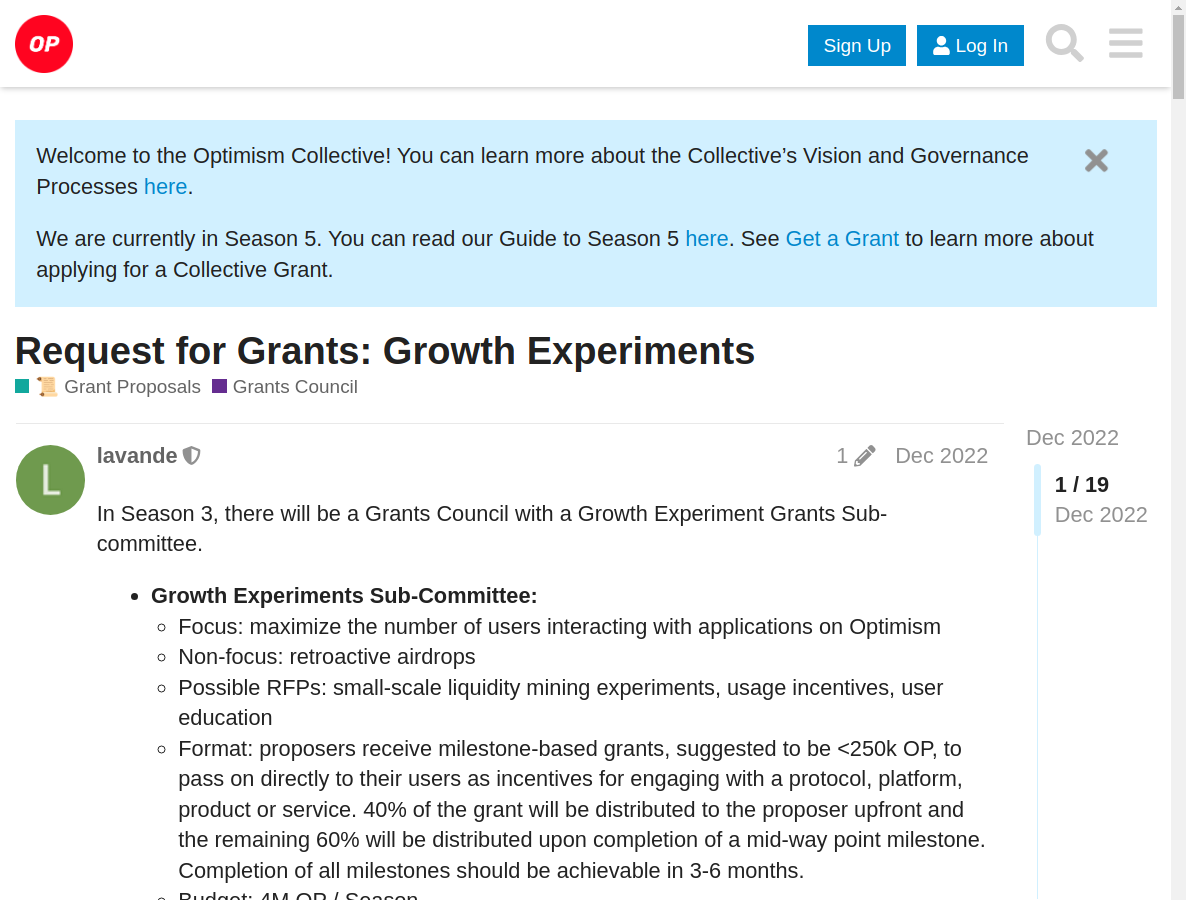 OP
Sign Up
Log In
Welcome to the Optimism Collective! You can learn more about the Collective’s Vision and Governance
Processes here.
We are currently in Season 5. You can read our Guide to Season 5 here. See Get a Grant to learn more about
applying for a Collective Grant.
Request for Grants: Growth Experiments
Grant Proposals Grants Council
L
lavande
1
Dec 2022
Dec 2022
1 / 19
Dec 2022
In Season 3, there will be a Grants Council with a Growth Experiment Grants Sub-
committee.
Growth Experiments Sub-Committee:
Focus: maximize the number of users interacting with applications on Optimism
Non-focus: retroactive airdrops
Possible RFPs: small-scale liquidity mining experiments, usage incentives, user
education
Format: proposers receive milestone-based grants, suggested to be <250k OP, to
pass on directly to their users as incentives for engaging with a protocol, platform,
product or service. 40% of the grant will be distributed to the proposer upfront and
the remaining 60% will be distributed upon completion of a mid-way point milestone.
Completion of all milestones should be achievable in 3-6 months.
Budget: 4M OP / Season